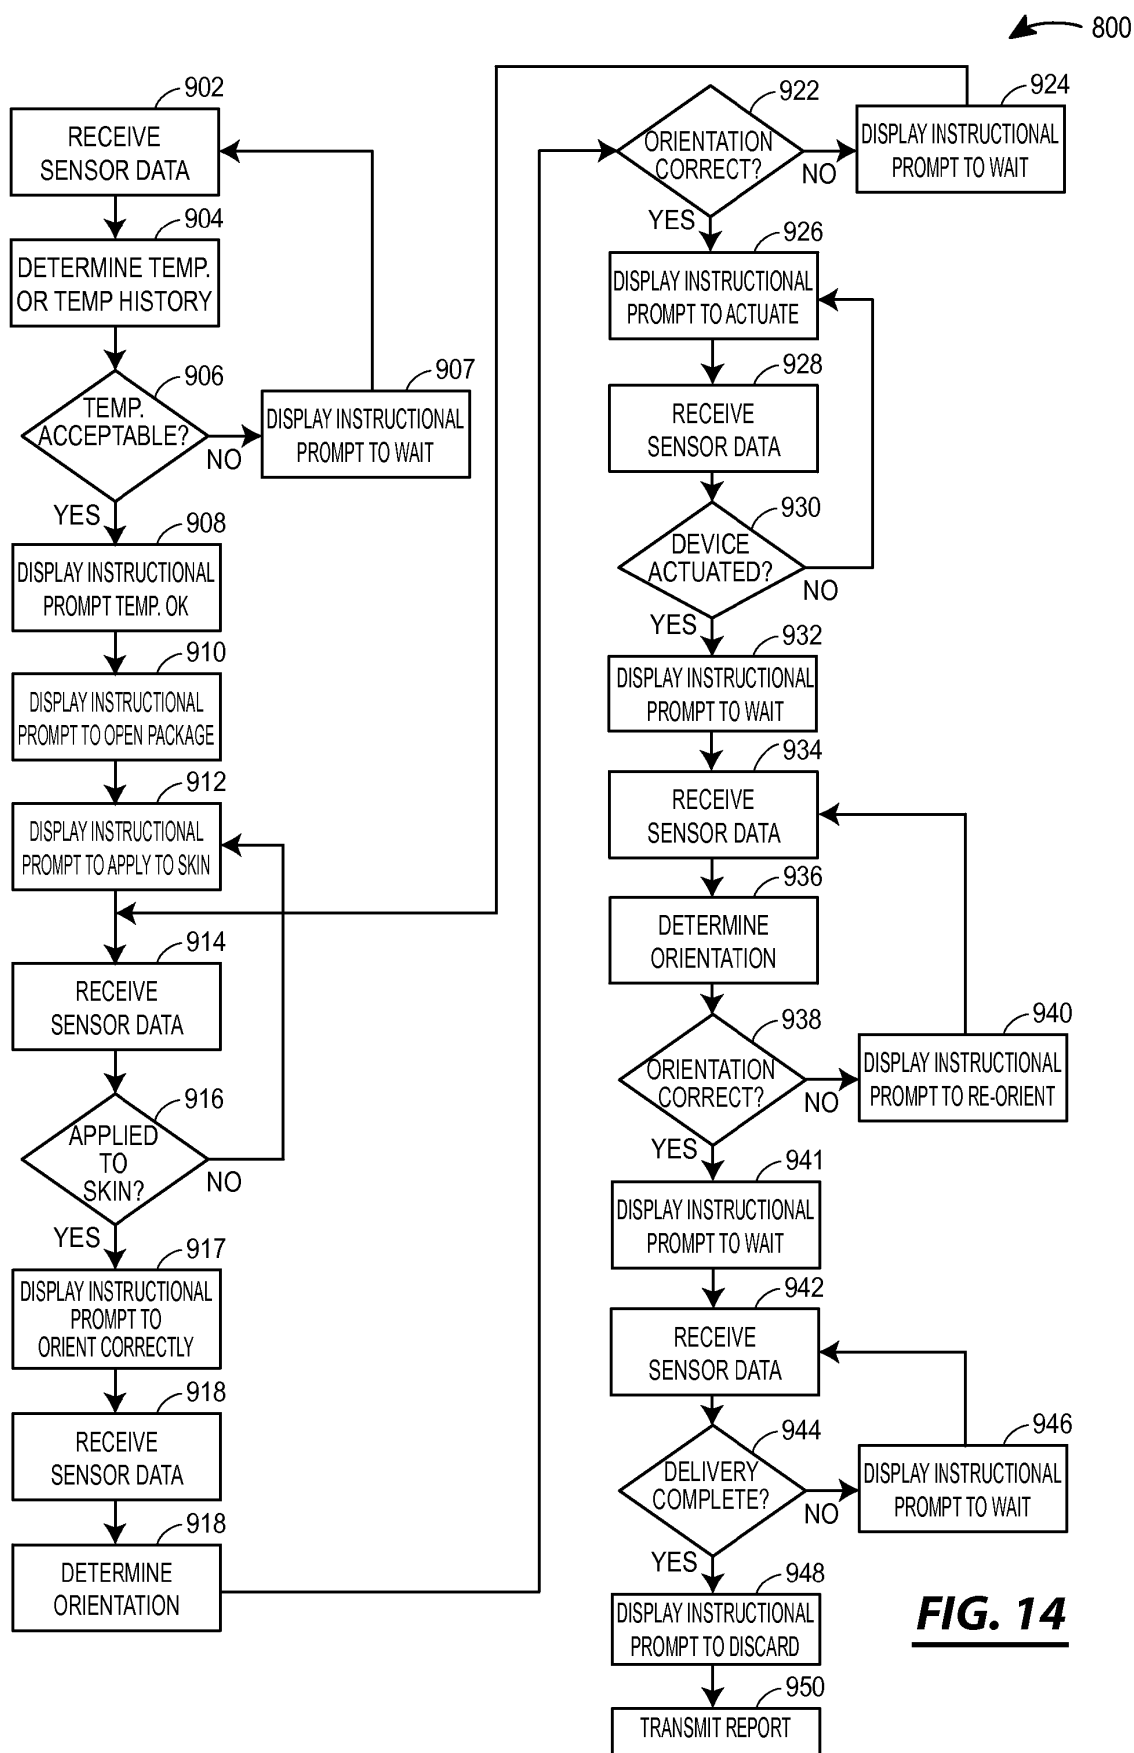 800
902
RECEIVE
SENSOR DATA
904
DETERMINE TEMP.
OR TEMP HISTORY
906
TEMP.
ACCEPTABLE?
NO
907
DISPLAY INSTRUCTIONAL
PROMPT TO WAIT
YES
908
DISPLAY INSTRUCTIONAL
PROMPT TEMP. OK
910
DISPLAY INSTRUCTIONAL
PROMPT TO OPEN PACKAGE
912
DISPLAY INSTRUCTIONAL
PROMPT TO APPLY TO SKIN
914
RECEIVE
SENSOR DATA
916
APPLIED
TO
SKIN?
NO
YES
917
DISPLAY INSTRUCTIONAL
PROMPT TO
ORIENT CORRECTLY
918
RECEIVE
SENSOR DATA
918
DETERMINE
ORIENTATION
922
ORIENTATION
CORRECT?
NO
924
DISPLAY INSTRUCTIONAL
PROMPT TO WAIT
YES
926
DISPLAY INSTRUCTIONAL
PROMPT TO ACTUATE
928
RECEIVE
SENSOR DATA
930
DEVICE
ACTUATED?
NO
YES
932
DISPLAY INSTRUCTIONAL
PROMPT TO WAIT
934
RECEIVE
SENSOR DATA
936
DETERMINE
ORIENTATION
938
ORIENTATION
CORRECT?
NO
940
DISPLAY INSTRUCTIONAL
PROMPT TO RE-ORIENT
YES
941
DISPLAY INSTRUCTIONAL
PROMPT TO WAIT
942
RECEIVE
SENSOR DATA
944
DELIVERY
COMPLETE?
NO
946
DISPLAY INSTRUCTIONAL
PROMPT TO WAIT
YES
948
DISPLAY INSTRUCTIONAL
PROMPT TO DISCARD
950
TRANSMIT REPORT
FIG. 14